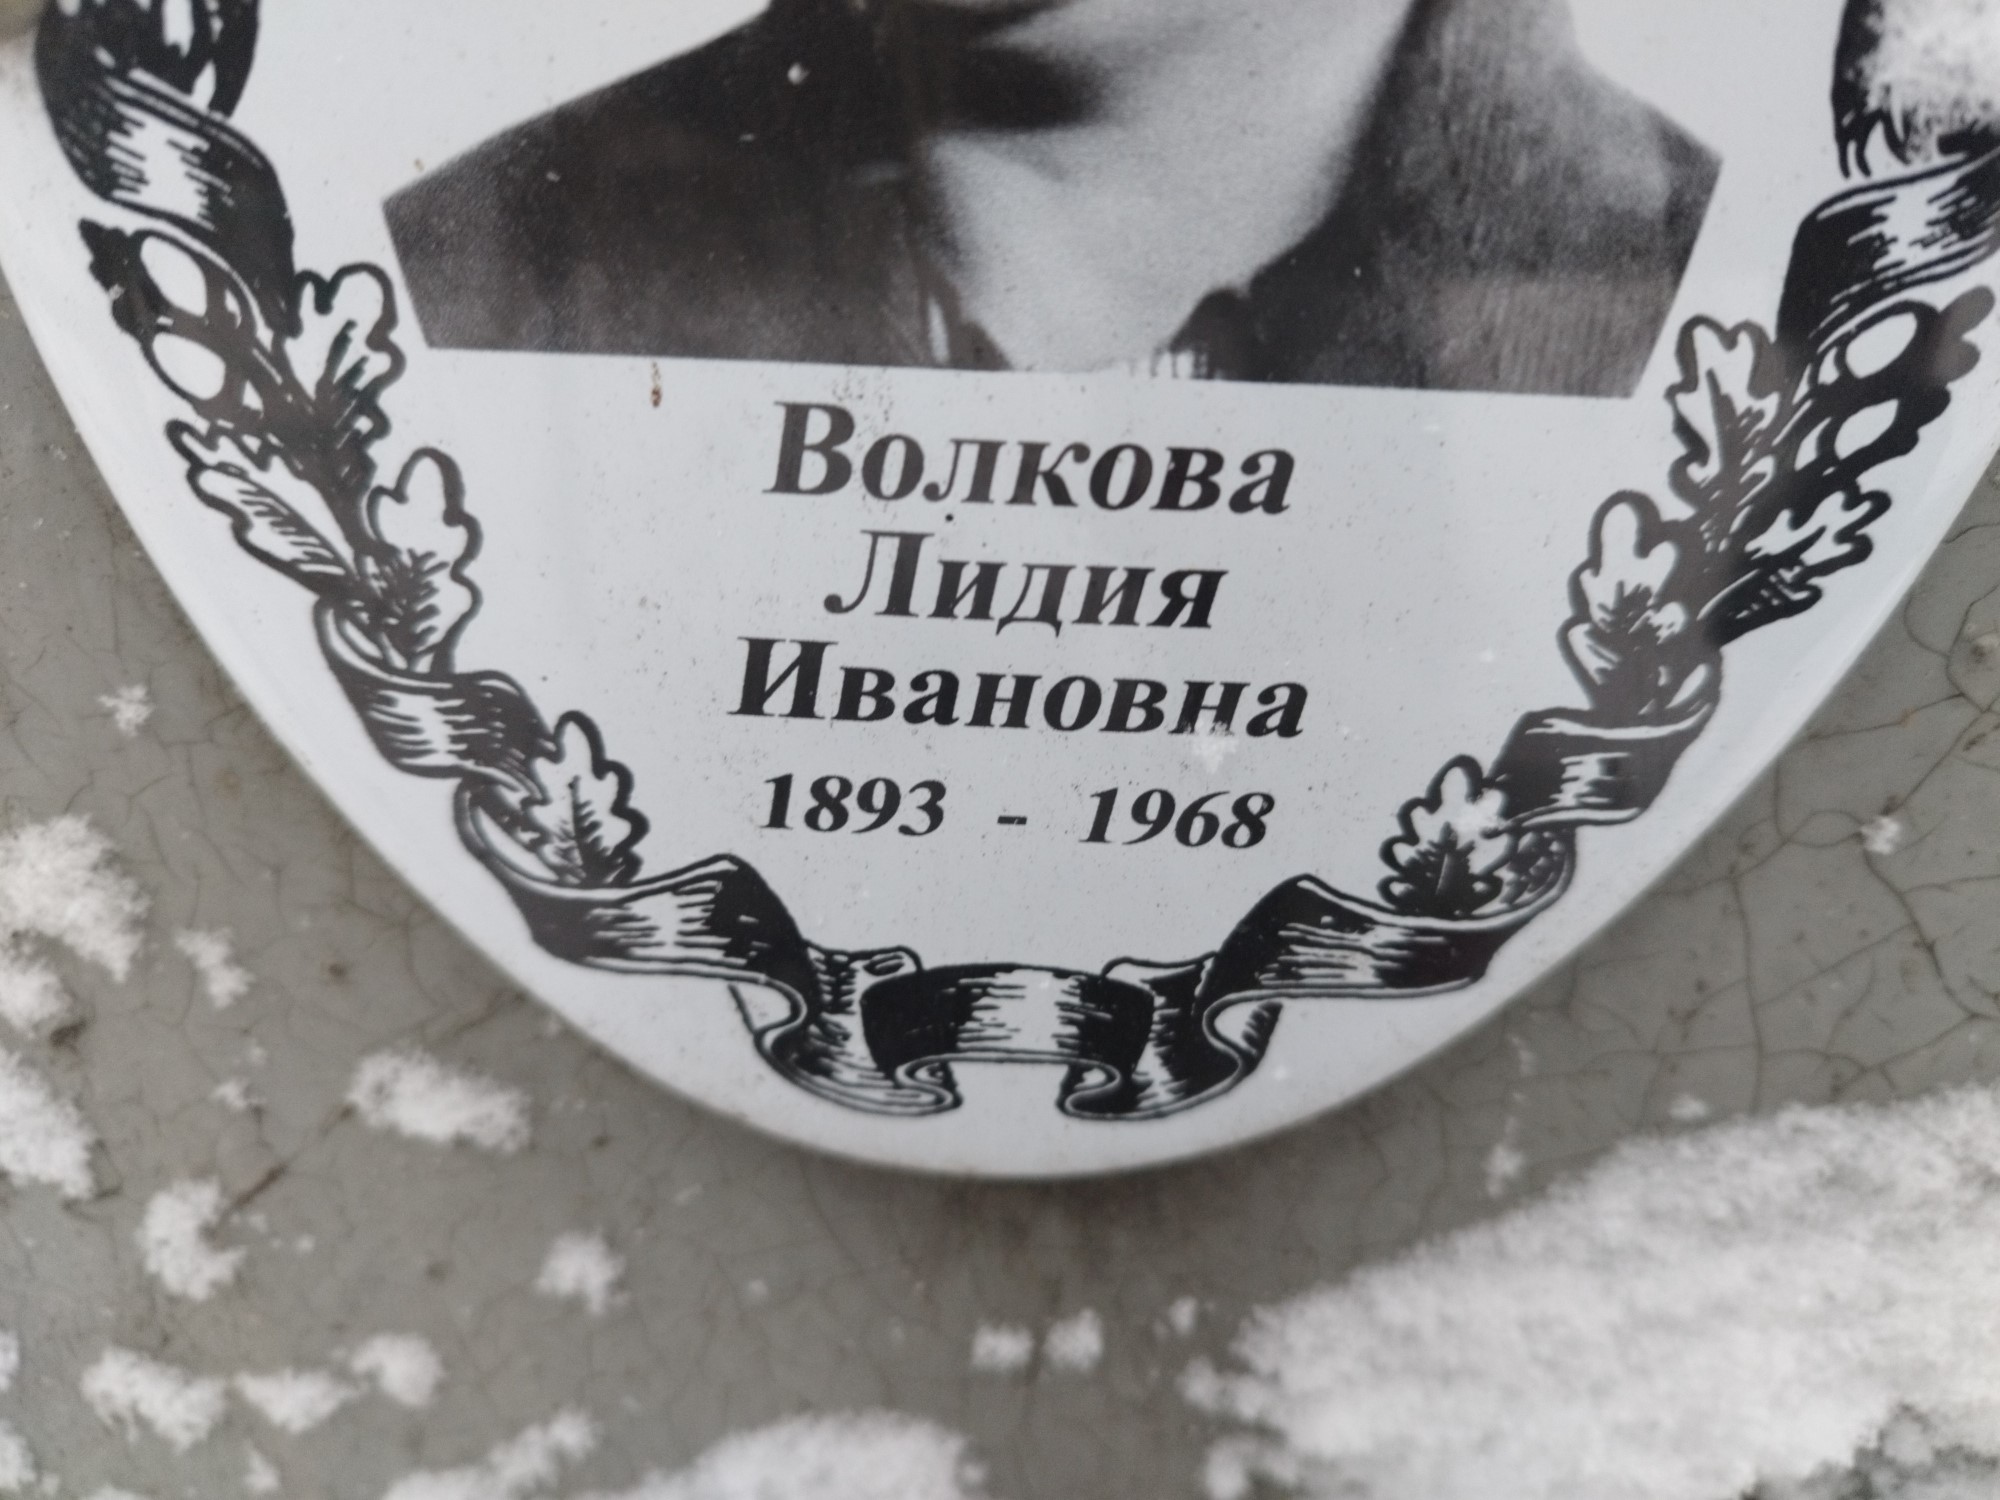 Волкова
Лидия
Ивановна
1893 - 1968